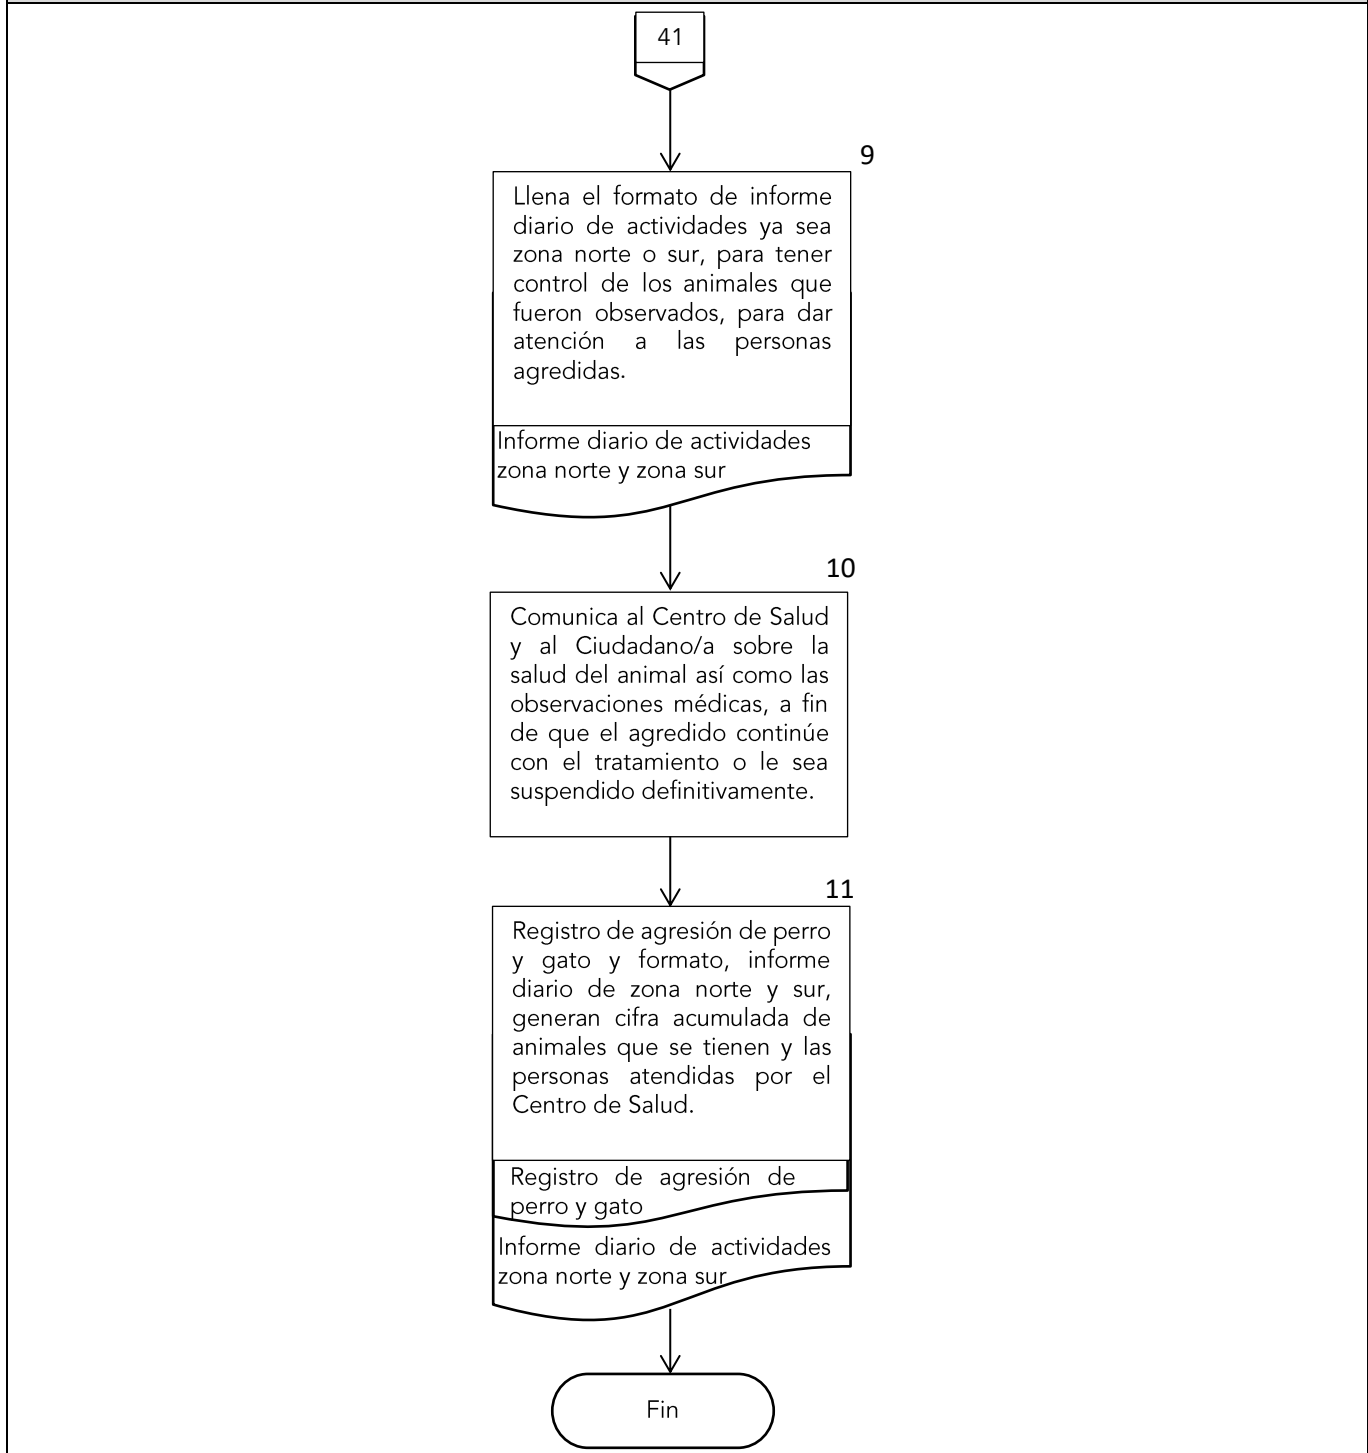 41
9
Llena el formato de informe
diario de actividades ya sea
zona norte o sur, para tener
control de los animales que
fueron observados, para dar
atención a las personas
agredidas.
Informe diario de actividades
zona norte y zona sur
10
Comunica al Centro de Salud
y al Ciudadano/a sobre la
salud del animal así como las
observaciones médicas, a fin
de que el agredido continúe
con el tratamiento o le sea
suspendido definitivamente.
11
Registro de agresión de perro
y gato y formato, informe
diario de zona norte y sur,
generan cifra acumulada de
animales que se tienen y las
personas atendidas por el
Centro de Salud.
Registro de agresión de
perro y gato
Informe diario de actividades
zona norte y zona sur
Fin